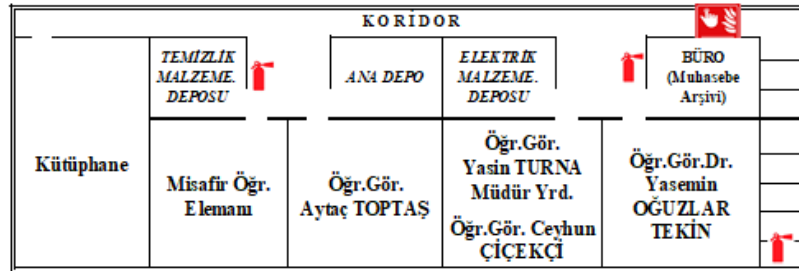 KORİDOR
TEMİZLİK
MALZEME.
DEPOSU
ANA DEPO
ELEKTRİK
MALZEME.
DEPOSU
BÜRO
(Muhasebe
Arşivi)
Kütüphane
Misafir Öğr.
Elemanı
Öğr.Gör.
Aytaç TOPTAŞ
Öğr.Gör.
Yasin TURNA
Müdür Yrd.
Öğr.Gör. Ceyhun
ÇİÇEKÇİ
Öğr.Gör.Dr.
Yasemin
OĞUZLAR
TEKİN